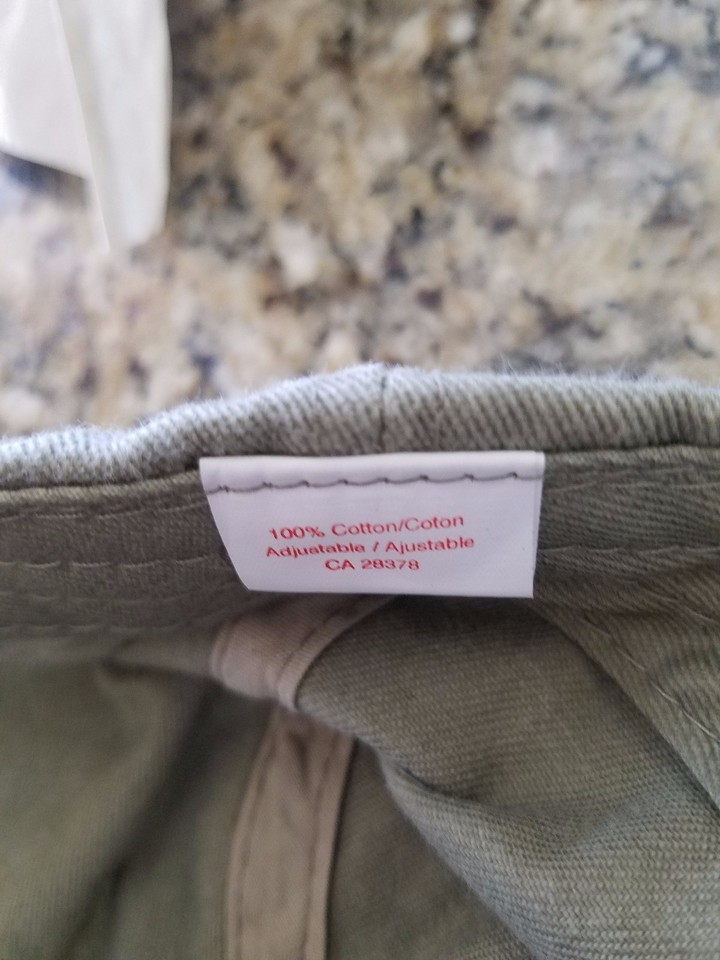 100% Cotton/Coton
Adjustable / Ajustable
CA 28378